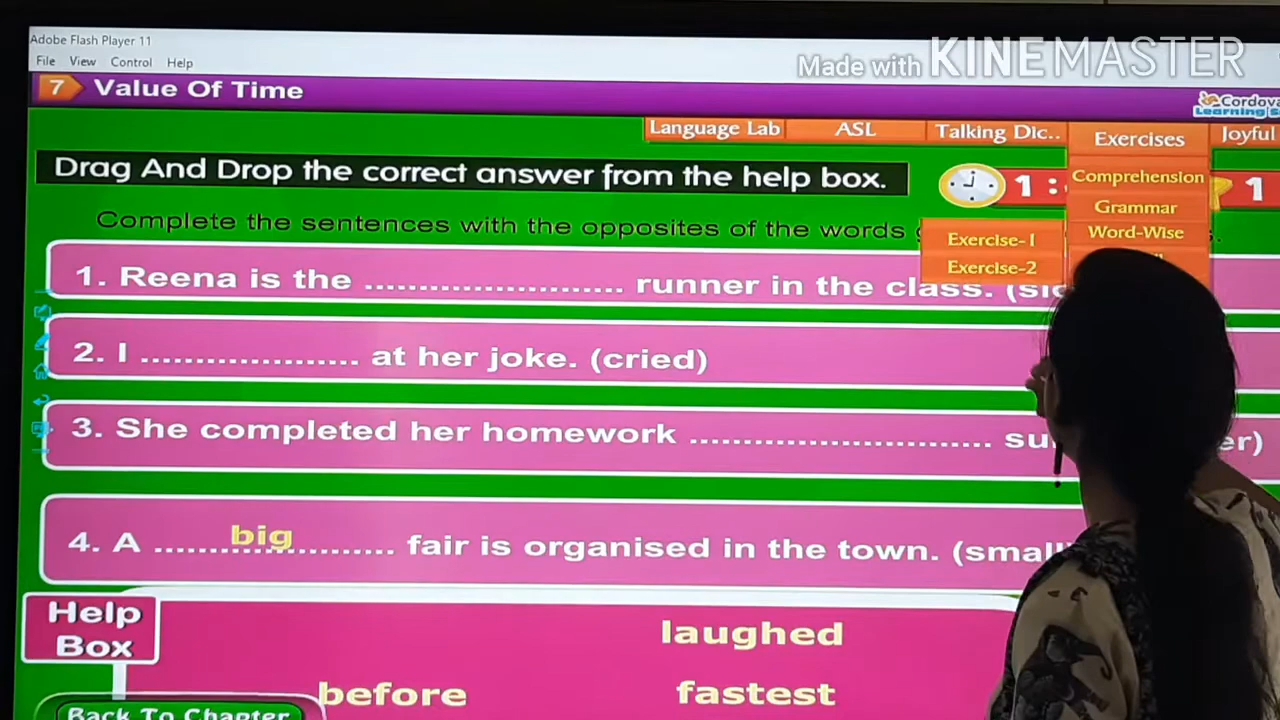 Adobe Flash Player 11
Made with KINEMASTER
File View Control Help
7 Value Of Time
Cordova
Learning
Language Lab ASL Talking Dic.. Exercises Joyful
Drag And Drop the correct answer from the help box.
1 : 1
Comprehension
Grammar
Complete the sentences with the opposites of the words
Word-Wise
Exercise-1
Exercise-2
1. Reena is the ........................ runner in the class.
2. I .................... at her joke. (cried)
3. She completed her homework ............................
4. A big fair is organised in the town. (small
Help
Box
laughed
before fastest
Back To Chapter